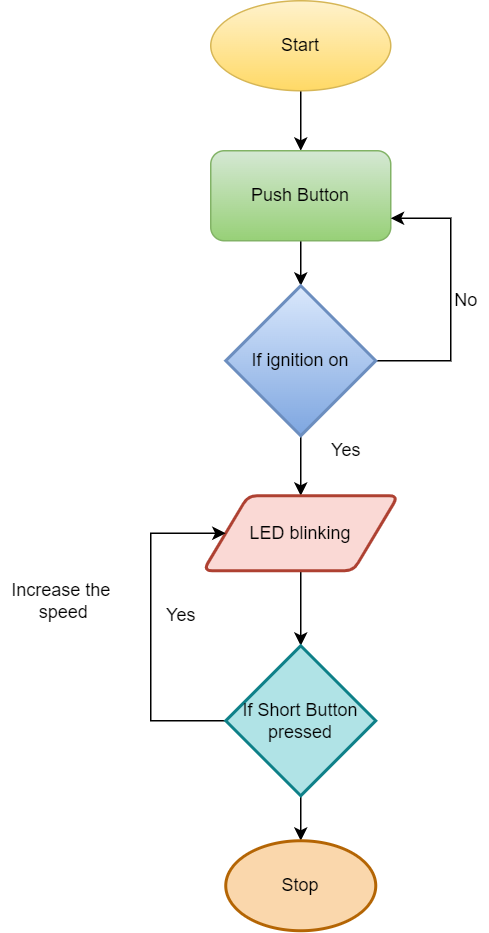 Start
Push Button
If ignition on
No
Yes
LED blinking
Increase the
speed
Yes
If Short Button
pressed
Stop